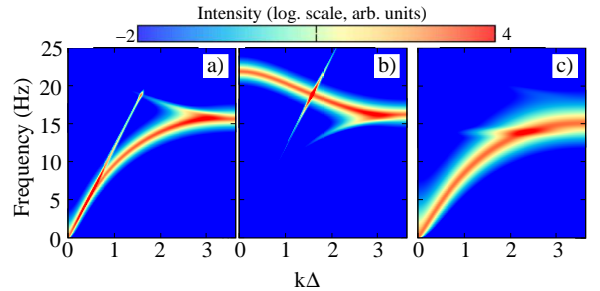 Intensity (log. scale, arb. units)
−2 4
25 a) b) c)
20
15
10
5
0
Frequency (Hz)
0 1 2 3 0 1 2 3 0 1 2 3
kΔ